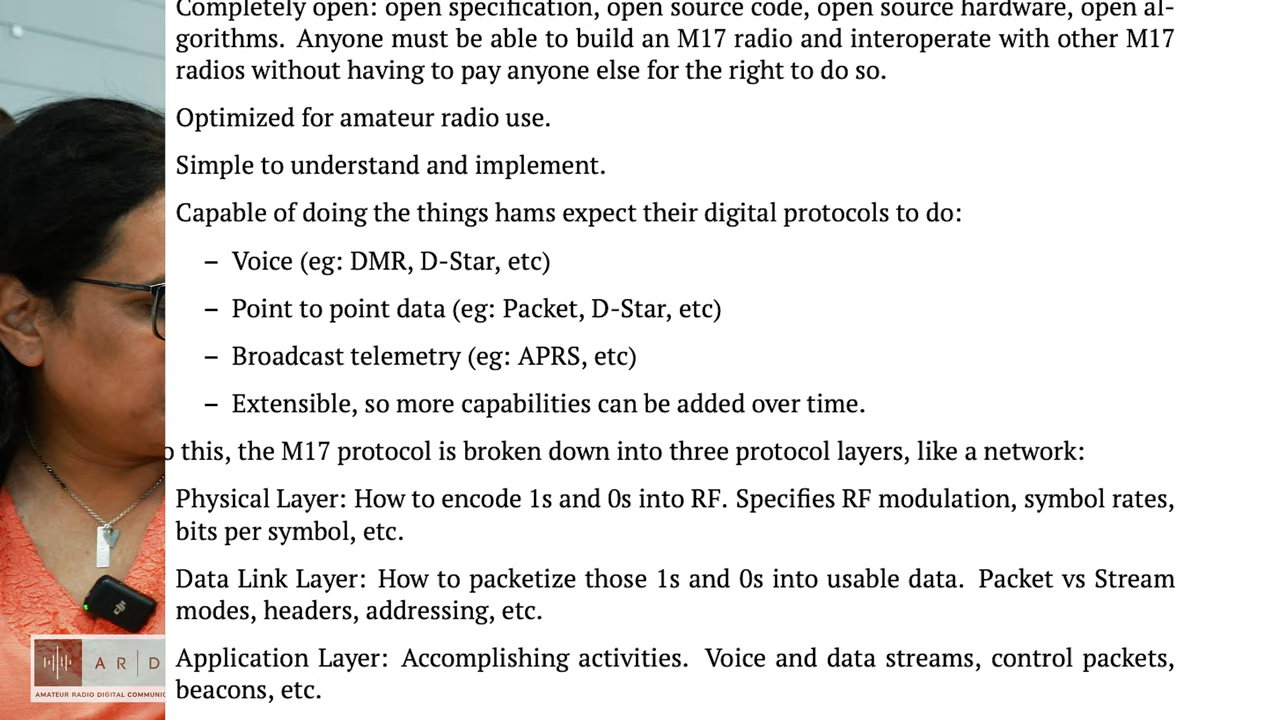 Completely open: open specification, open source code, open source hardware, open al-
gorithms. Anyone must be able to build an M17 radio and interoperate with other M17
radios without having to pay anyone else for the right to do so.
Optimized for amateur radio use.
Simple to understand and implement.
Capable of doing the things hams expect their digital protocols to do:
– Voice (eg: DMR, D-Star, etc)
– Point to point data (eg: Packet, D-Star, etc)
– Broadcast telemetry (eg: APRS, etc)
– Extensible, so more capabilities can be added over time.
o this, the M17 protocol is broken down into three protocol layers, like a network:
Physical Layer: How to encode 1s and 0s into RF. Specifies RF modulation, symbol rates,
bits per symbol, etc.
Data Link Layer: How to packetize those 1s and 0s into usable data. Packet vs Stream
modes, headers, addressing, etc.
Application Layer: Accomplishing activities. Voice and data streams, control packets,
beacons, etc.
dji
A R | D
AMATEUR RADIO DIGITAL COMMUNIC